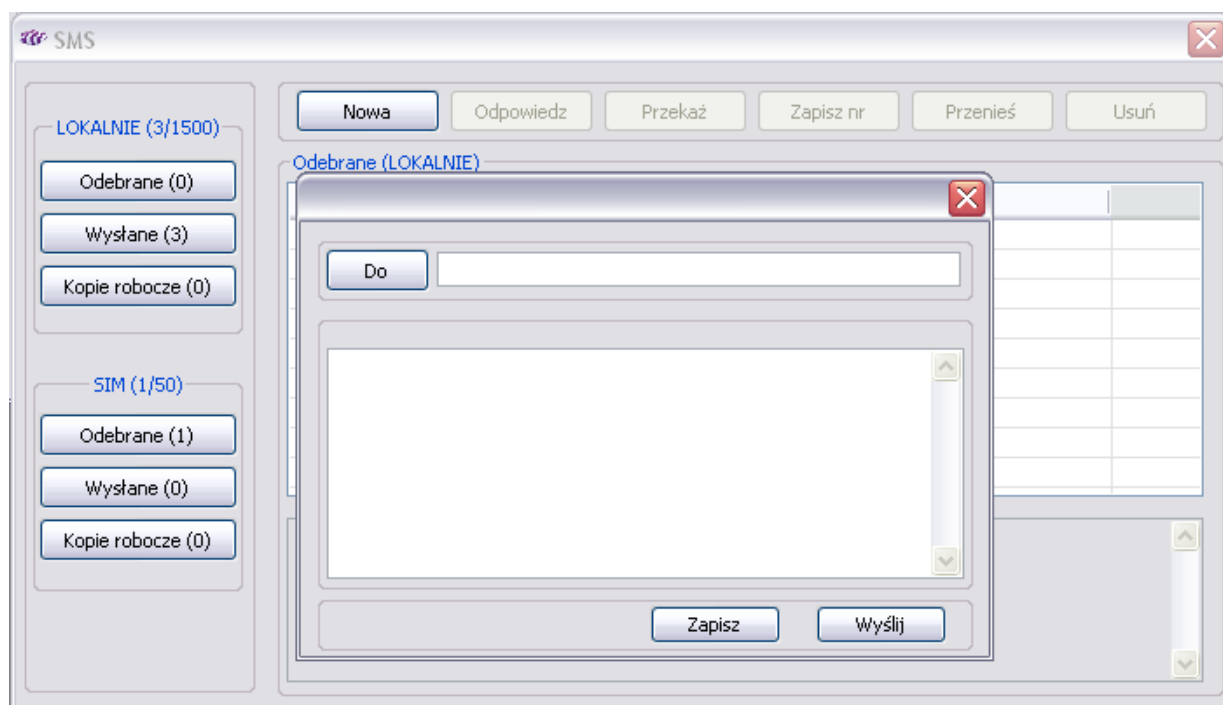 SMS
LOKALNIE (3/1500)
Odebrane (0)
Wysłane (3)
Kopie robocze (0)
SIM (1/50)
Odebrane (1)
Wysłane (0)
Kopie robocze (0)
Nowa
Odpowiedz
Przekaż
Zapisz nr
Przenieś
Usuń
Odebrane (LOKALNIE)
Do
Zapisz
Wyślij